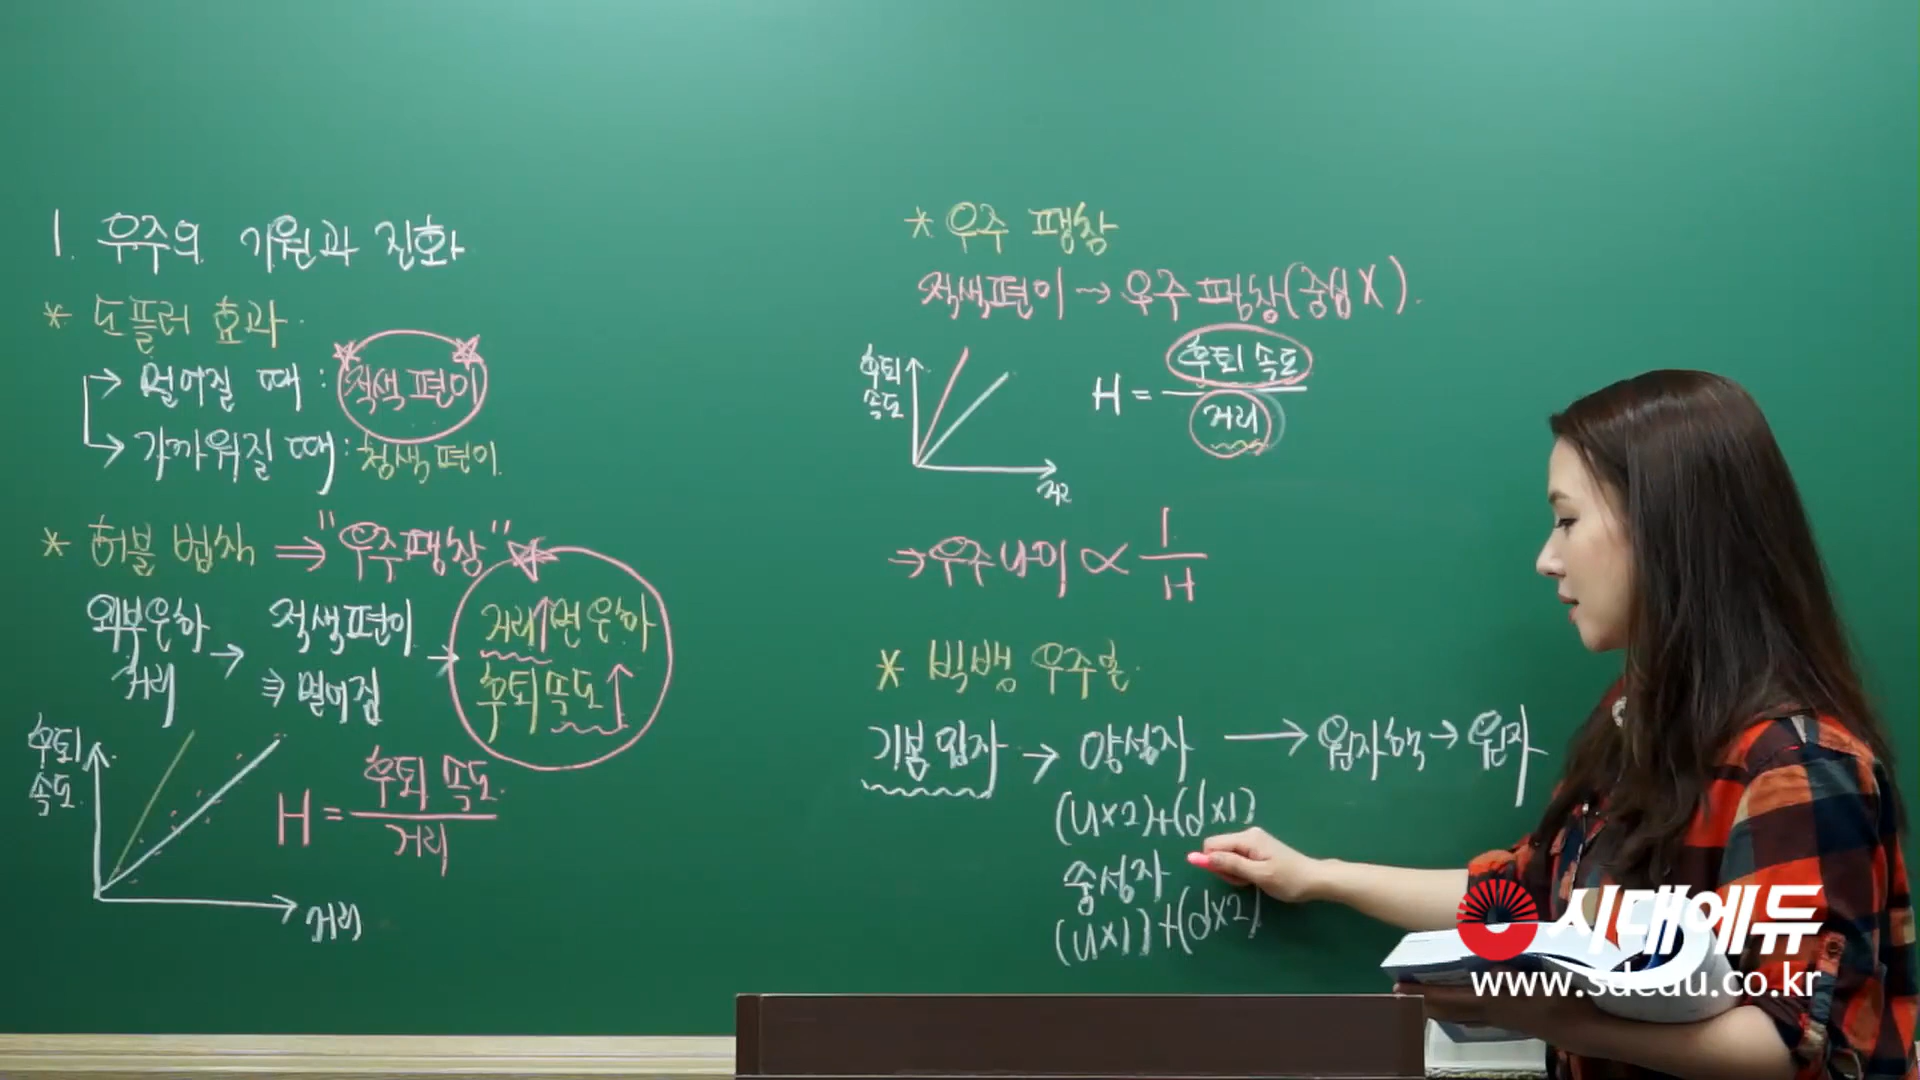 1. 우주의 기원과 진화
* 도플러 효과
→ 멀어질 때 : 적색편이
→ 가까워질 때 : 청색편이
* 허블 법칙 ⇒ "우주팽창"
외부은하 거리 → 적색편이 ⇒ 멀어짐 → 거리↑ 먼 은하 후퇴속도↑
후퇴 속도
거리
H = 후퇴 속도 / 거리
* 우주 팽창
적색편이 → 우주팽창(중심X).
후퇴 속도
거리
H = 후퇴 속도 / 거리
→ 우주나이 ∝ 1 / H
* 빅뱅 우주론
기본입자 → 양성자 → 원자핵 → 원자
(u×2)+(d×1)
중성자
(u×1)+(d×2)
시대에듀
www.sdedu.co.kr